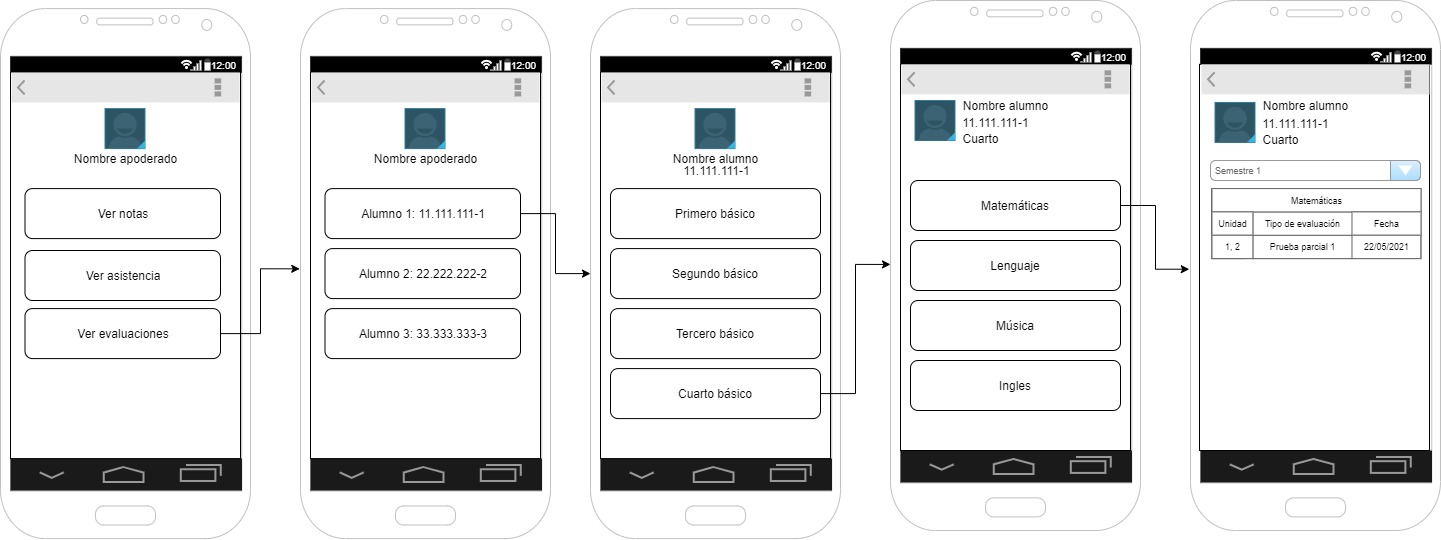 12:00
Nombre apoderado
Ver notas
Ver asistencia
Ver evaluaciones
12:00
Nombre apoderado
Alumno 1: 11.111.111-1
Alumno 2: 22.222.222-2
Alumno 3: 33.333.333-3
12:00
Nombre alumno
11.111.111-1
Primero básico
Segundo básico
Tercero básico
Cuarto básico
12:00
Nombre alumno
11.111.111-1
Cuarto
Matemáticas
Lenguaje
Música
Ingles
12:00
Nombre alumno
11.111.111-1
Cuarto
Semestre 1
Matemáticas
Unidad Tipo de evaluación Fecha
1, 2 Prueba parcial 1 22/05/2021